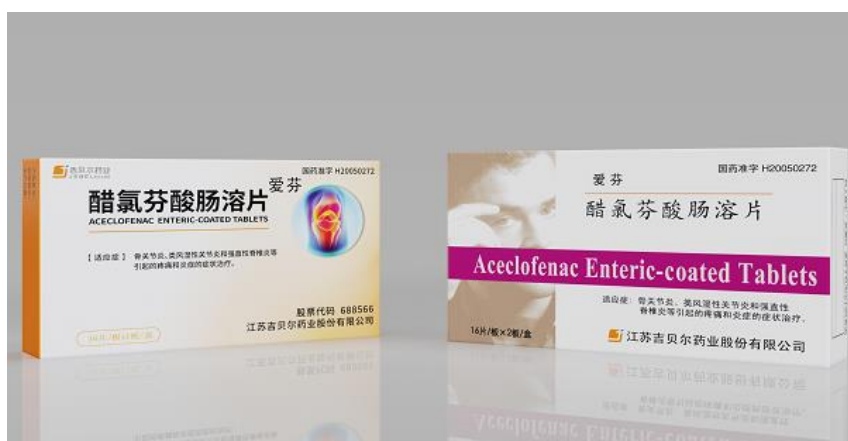 吉贝尔药业
国药准字 H20050272
爱芬
醋氯芬酸肠溶片
ACECLOFENAC ENTERIC-COATED TABLETS
【适应症】 骨关节炎、类风湿性关节炎和强直性脊椎炎等
引起的疼痛和炎症的症状治疗。
股票代码 688566
江苏吉贝尔药业股份有限公司
国药准字 H20050272
爱芬
醋氯芬酸肠溶片
Aceclofenac Enteric-coated Tablets
适应症：骨关节炎、类风湿性关节炎和强直性
脊椎炎等引起的疼痛和炎症的症状治疗。
16片/板×2板/盒
江苏吉贝尔药业股份有限公司